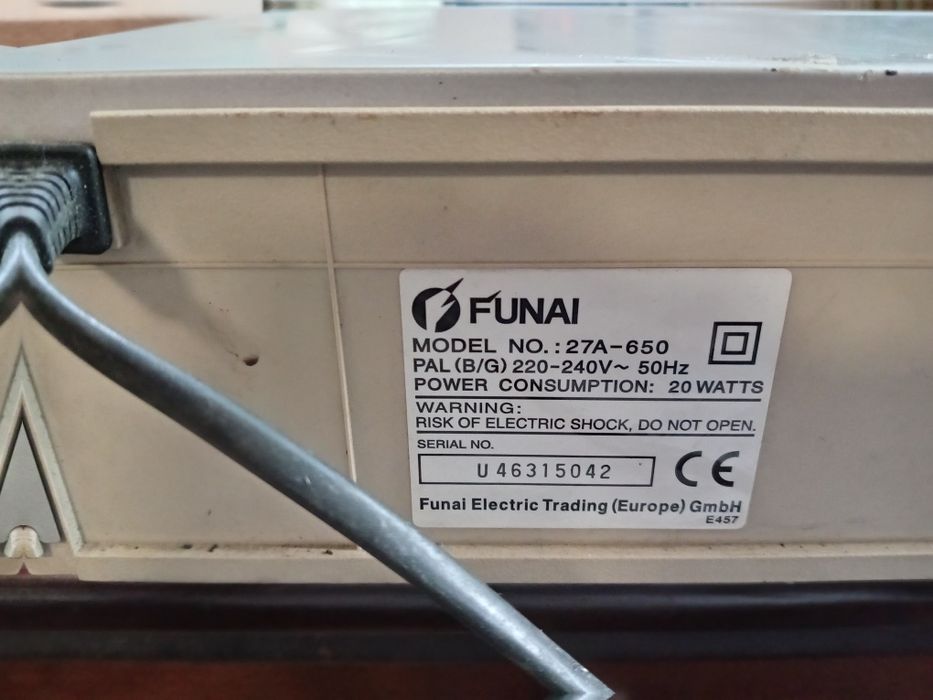 FUNAI
MODEL NO.: 27A-650
PAL (B/G) 220-240V~ 50Hz
POWER CONSUMPTION: 20 WATTS
WARNING:
RISK OF ELECTRIC SHOCK, DO NOT OPEN.
SERIAL NO.
U46315042
CE
Funai Electric Trading (Europe) GmbH
E457